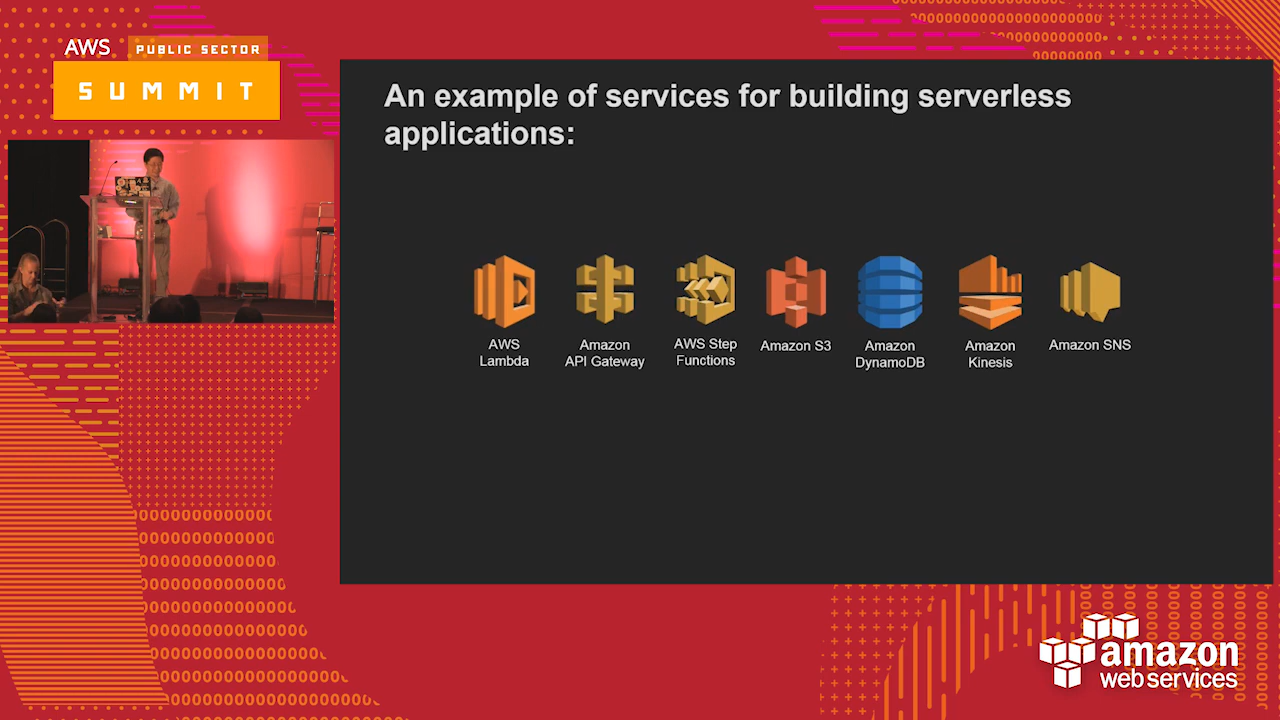 AWS PUBLIC SECTOR
SUMMIT
An example of services for building serverless
applications:
AWS
Lambda
Amazon
API Gateway
AWS Step
Functions
Amazon S3
Amazon
DynamoDB
Amazon
Kinesis
Amazon SNS
amazon
web services